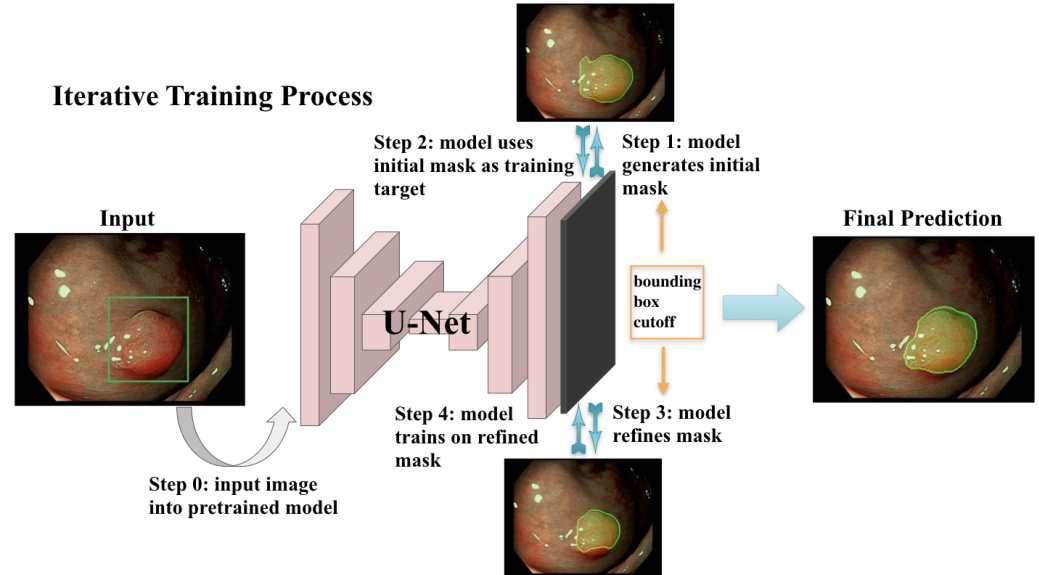 Iterative Training Process
Step 2: model uses
initial mask as training
target
Step 1: model
generates initial
mask
Input
Final Prediction
bounding
box
cutoff
U-Net
Step 4: model
trains on refined
mask
Step 3: model
refines mask
Step 0: input image
into pretrained model